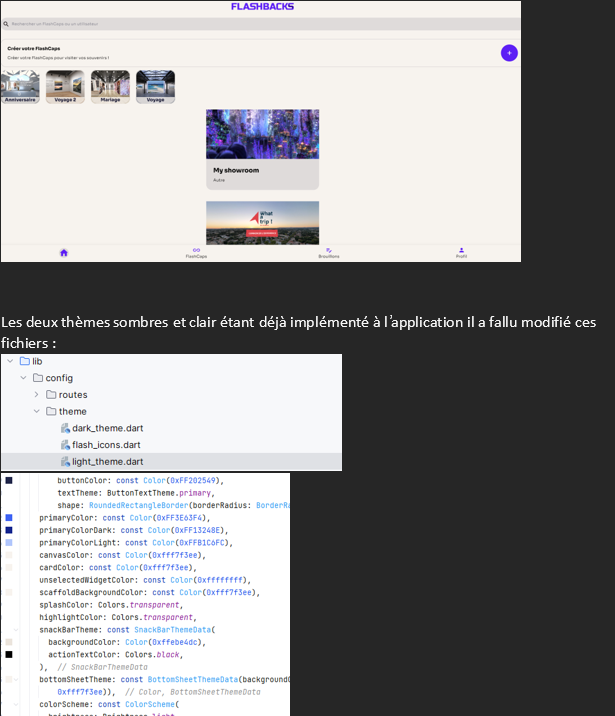 FLASHBACKS
Rechercher un FlashCaps ou un utilisateur
Créer votre FlashCaps
Créer votre FlashCaps pour visiter vos souvenirs !
+
Anniversaire Voyage 2 Mariage Voyage
My showroom
Autre
What
a
trip !
FlashCaps Brouillons Profil
Les deux thèmes sombres et clair étant déjà implémenté à l'application il a fallu modifié ces
fichiers :
lib
config
routes
theme
dark_theme.dart
flash_icons.dart
light_theme.dart
buttonColor: const Color(0xFF202549),
textTheme: ButtonTextTheme.primary,
shape: RoundedRectangleBorder(borderRadius: BorderRa
primaryColor: const Color(0xFF3E63F4),
primaryColorDark: const Color(0xFF13248E),
primaryColorLight: const Color(0xFFB1C6FC),
canvasColor: const Color(0xfff7f3ee),
cardColor: const Color(0xfff7f3ee),
unselectedWidgetColor: const Color(0xffffffff),
scaffoldBackgroundColor: const Color(0xfff7f3ee),
splashColor: Colors.transparent,
highlightColor: Colors.transparent,
snackBarTheme: const SnackBarThemeData(
backgroundColor: Color(0xffebe4dc),
actionTextColor: Colors.black,
), // SnackBarThemeData
bottomSheetTheme: const BottomSheetThemeData(backgroundC
0xfff7f3ee)), // Color, BottomSheetThemeData
colorScheme: const ColorScheme(
brightness: Brightness.light